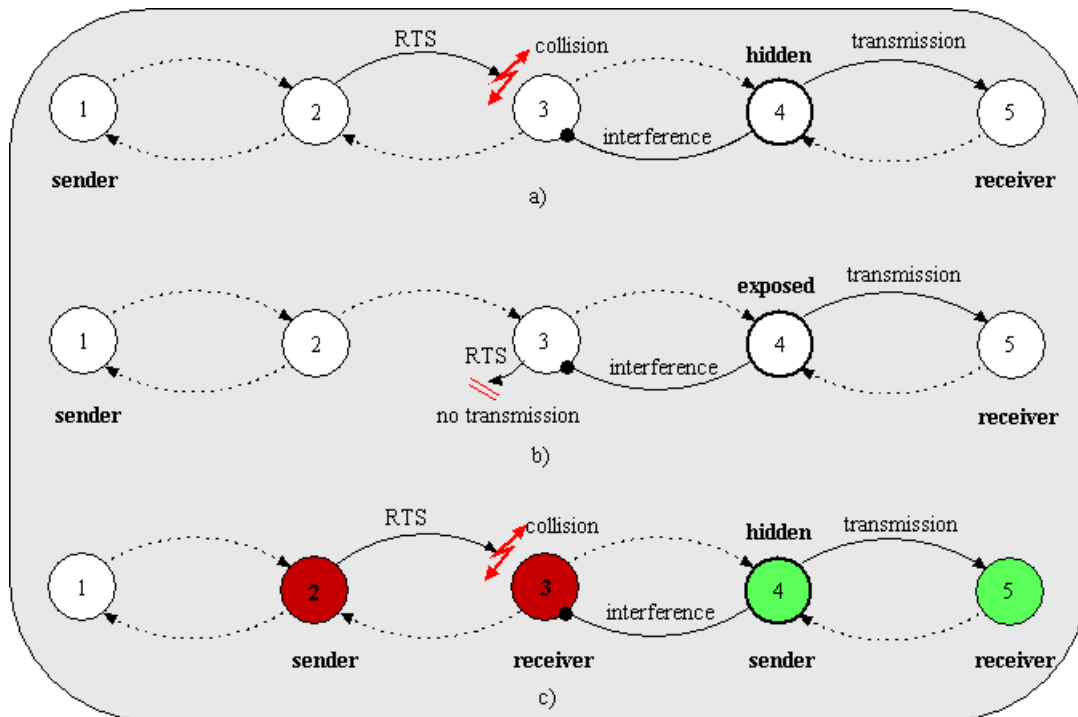 RTS
collision
hidden
transmission
1
2
3
4
5
interference
sender
receiver
a)
exposed
transmission
1
2
3
4
5
RTS
interference
sender
no transmission
receiver
b)
RTS
collision
hidden
transmission
1
2
3
4
5
interference
sender
receiver
sender
receiver
c)